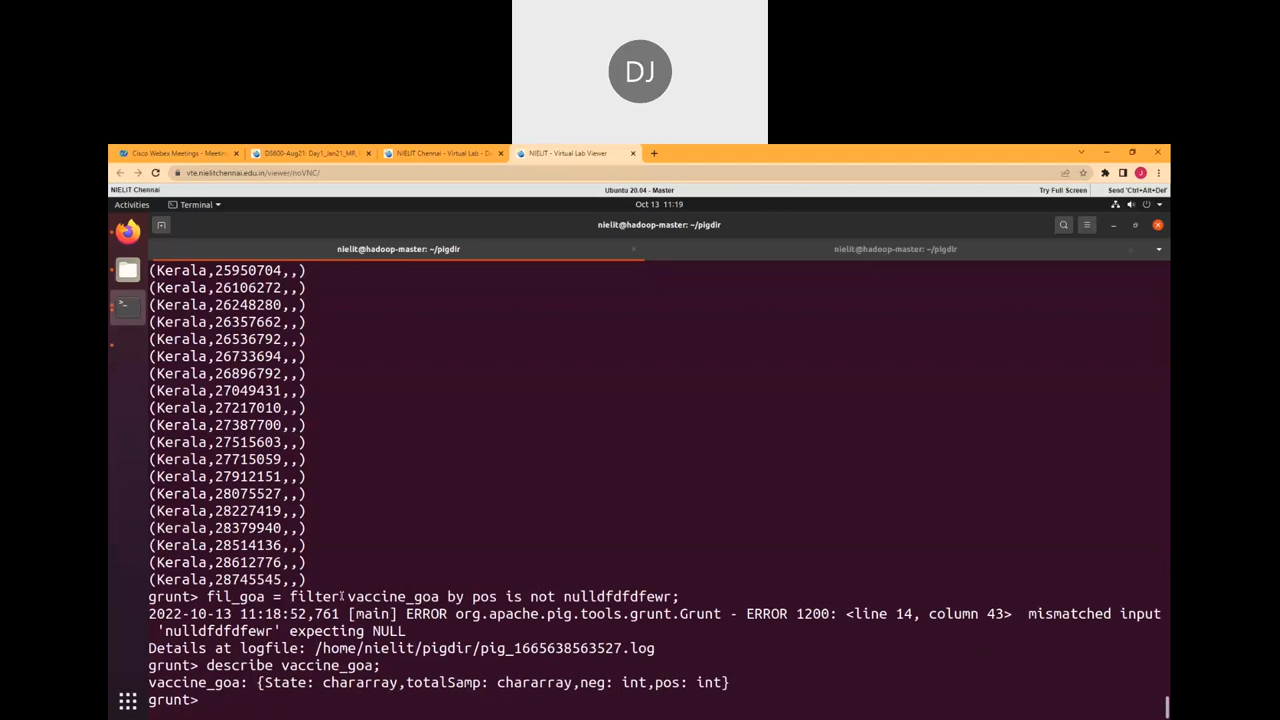 DJ
Cisco Webex Meetings - Meetin
DS600-Aug21: Day1_Jan21_MR,
NIELIT Chennai - Virtual Lab - D
NIELIT - Virtual Lab Viewer
vte.nielitchennai.edu.in/viewer/noVNC/
NIELIT Chennai
Ubuntu 20.04 - Master
Try Full Screen
Send 'Ctrl+Alt+Del'
Activities
Terminal
Oct 13 11:19
nielit@hadoop-master: ~/pigdir
nielit@hadoop-master: ~/pigdir
nielit@hadoop-master: ~/pigdir
(Kerala,25950704,,)
(Kerala,26106272,,)
(Kerala,26248280,,)
(Kerala,26357662,,)
(Kerala,26536792,,)
(Kerala,26733694,,)
(Kerala,26896792,,)
(Kerala,27049431,,)
(Kerala,27217010,,)
(Kerala,27387700,,)
(Kerala,27515603,,)
(Kerala,27715059,,)
(Kerala,27912151,,)
(Kerala,28075527,,)
(Kerala,28227419,,)
(Kerala,28379940,,)
(Kerala,28514136,,)
(Kerala,28612776,,)
(Kerala,28745545,,)
grunt> fil_goa = filter vaccine_goa by pos is not nulldfdfdfewr;
2022-10-13 11:18:52,761 [main] ERROR org.apache.pig.tools.grunt.Grunt - ERROR 1200: <line 14, column 43>  mismatched input
'nulldfdfdfewr' expecting NULL
Details at logfile: /home/nielit/pigdir/pig_1665638563527.log
grunt> describe vaccine_goa;
vaccine_goa: {State: chararray,totalSamp: chararray,neg: int,pos: int}
grunt>